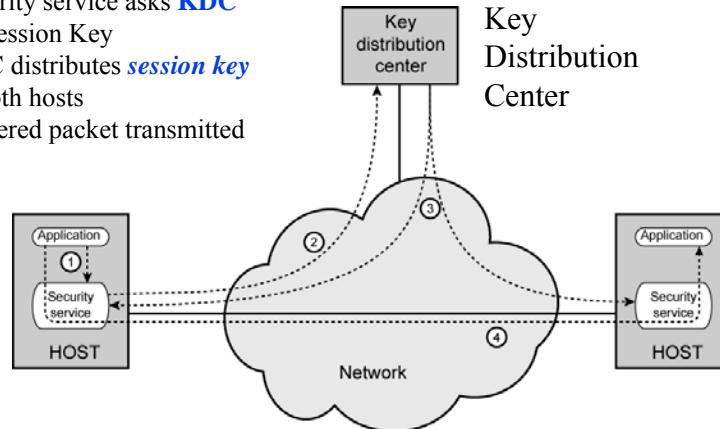 rity service asks KDC
ession Key
C distributes session key
oth hosts
ered packet transmitted
Key
distribution
center
Key
Distribution
Center
3
2
Application
1
Security
service
HOST
Application
Security
service
HOST
4
Network